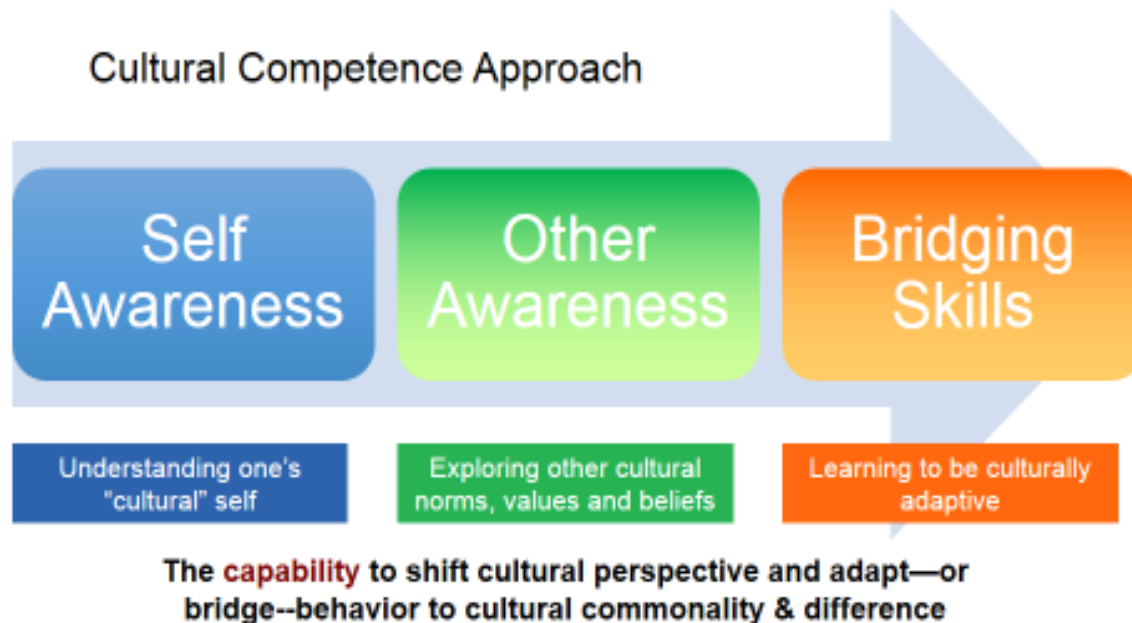 Cultural Competence Approach
Self
Awareness
Other
Awareness
Bridging
Skills
Understanding one's
"cultural" self
Exploring other cultural
norms, values and beliefs
Learning to be culturally
adaptive
The capability to shift cultural perspective and adapt—or
bridge--behavior to cultural commonality & difference